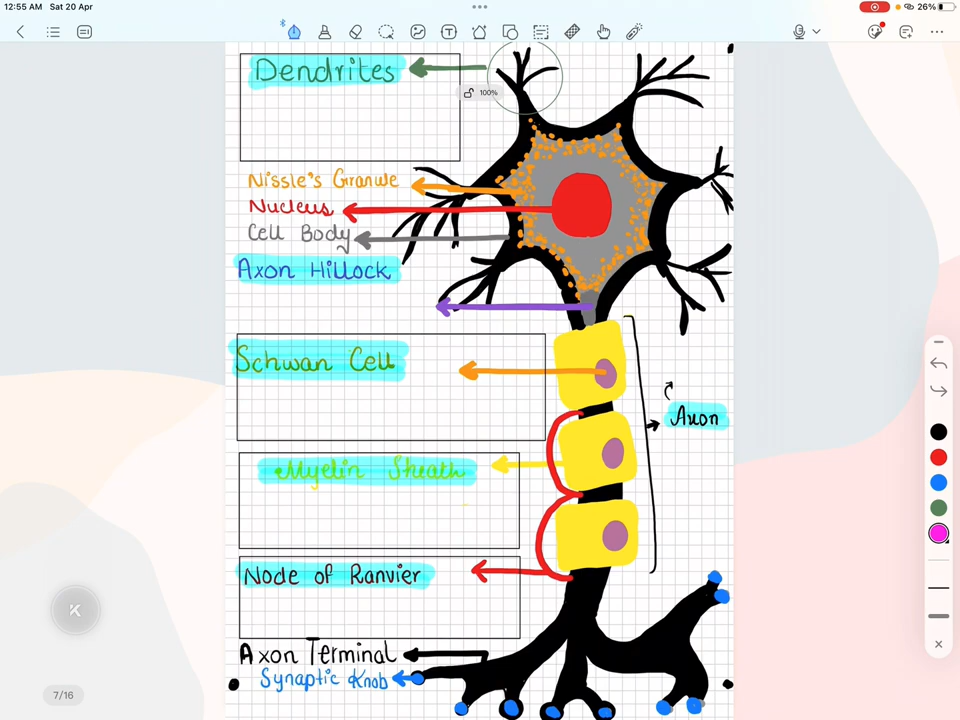 12:55 AM Sat 20 Apr
26%
Dendrites
100%
Nissle's Granule
Nucleus
Cell Body
Axon Hillock
Schwan Cell
Axon
Myelin Sheath
Node of Ranvier
Axon Terminal
Synaptic Knob
7/16